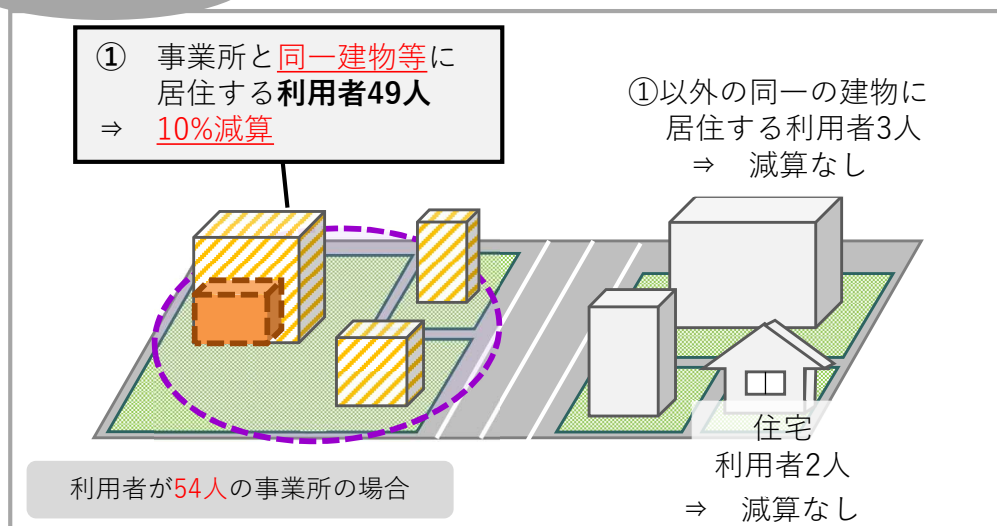 ① 事業所と同一建物等に
居住する利用者49人
⇒ 10%減算
①以外の同一の建物に
居住する利用者3人
⇒ 減算なし
住宅
利用者2人
⇒ 減算なし
利用者が54人の事業所の場合